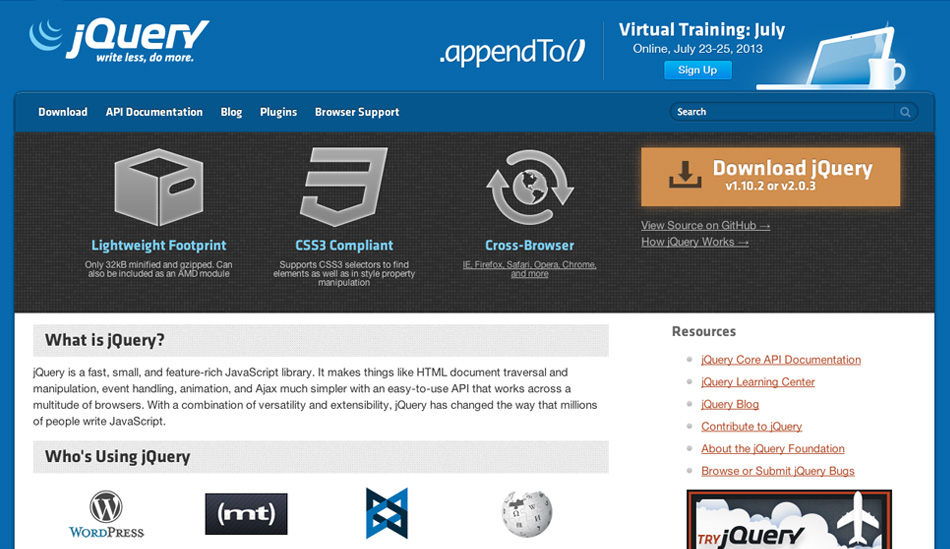 jQuery
write less, do more.
.appendTo()
Virtual Training: July
Online, July 23-25, 2013
Sign Up
Download
API Documentation
Blog
Plugins
Browser Support
Search
Lightweight Footprint
Only 32kB minified and gzipped. Can
also be included as an AMD module
3
CSS3 Compliant
Supports CSS3 selectors to find
elements as well as in style property
manipulation
Cross-Browser
IE, Firefox, Safari, Opera, Chrome,
and more
Download jQuery
v1.10.2 or v2.0.3
View Source on GitHub →
How jQuery Works →
What is jQuery?
jQuery is a fast, small, and feature-rich JavaScript library. It makes things like HTML document traversal and
manipulation, event handling, animation, and Ajax much simpler with an easy-to-use API that works across a
multitude of browsers. With a combination of versatility and extensibility, jQuery has changed the way that millions
of people write JavaScript.
Who's Using jQuery
WORDPRESS
(mt)
Resources
jQuery Core API Documentation
jQuery Learning Center
jQuery Blog
Contribute to jQuery
About the jQuery Foundation
Browse or Submit jQuery Bugs
TRY jQuery